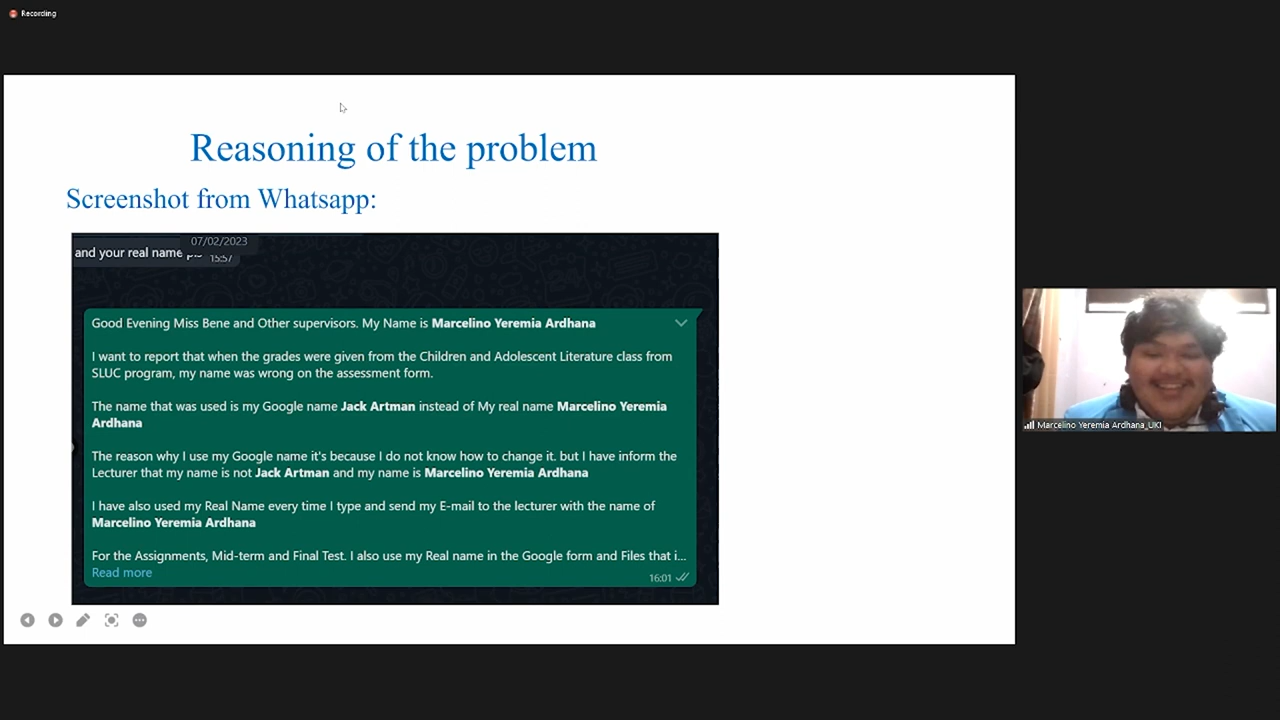 Recording
Reasoning of the problem
Screenshot from Whatsapp:
07/02/2023
and your real name pls
15:57
Good Evening Miss Bene and Other supervisors. My Name is Marcelino Yeremia Ardhana
I want to report that when the grades were given from the Children and Adolescent Literature class from
SLUC program, my name was wrong on the assessment form.
The name that was used is my Google name Jack Artman instead of My real name Marcelino Yeremia
Ardhana
The reason why I use my Google name it's because I do not know how to change it. but I have inform the
Lecturer that my name is not Jack Artman and my name is Marcelino Yeremia Ardhana
I have also used my Real Name every time I type and send my E-mail to the lecturer with the name of
Marcelino Yeremia Ardhana
For the Assignments, Mid-term and Final Test. I also use my Real name in the Google form and Files that i...
Read more
16:01
Marcelino Yeremia Ardhana_UKI